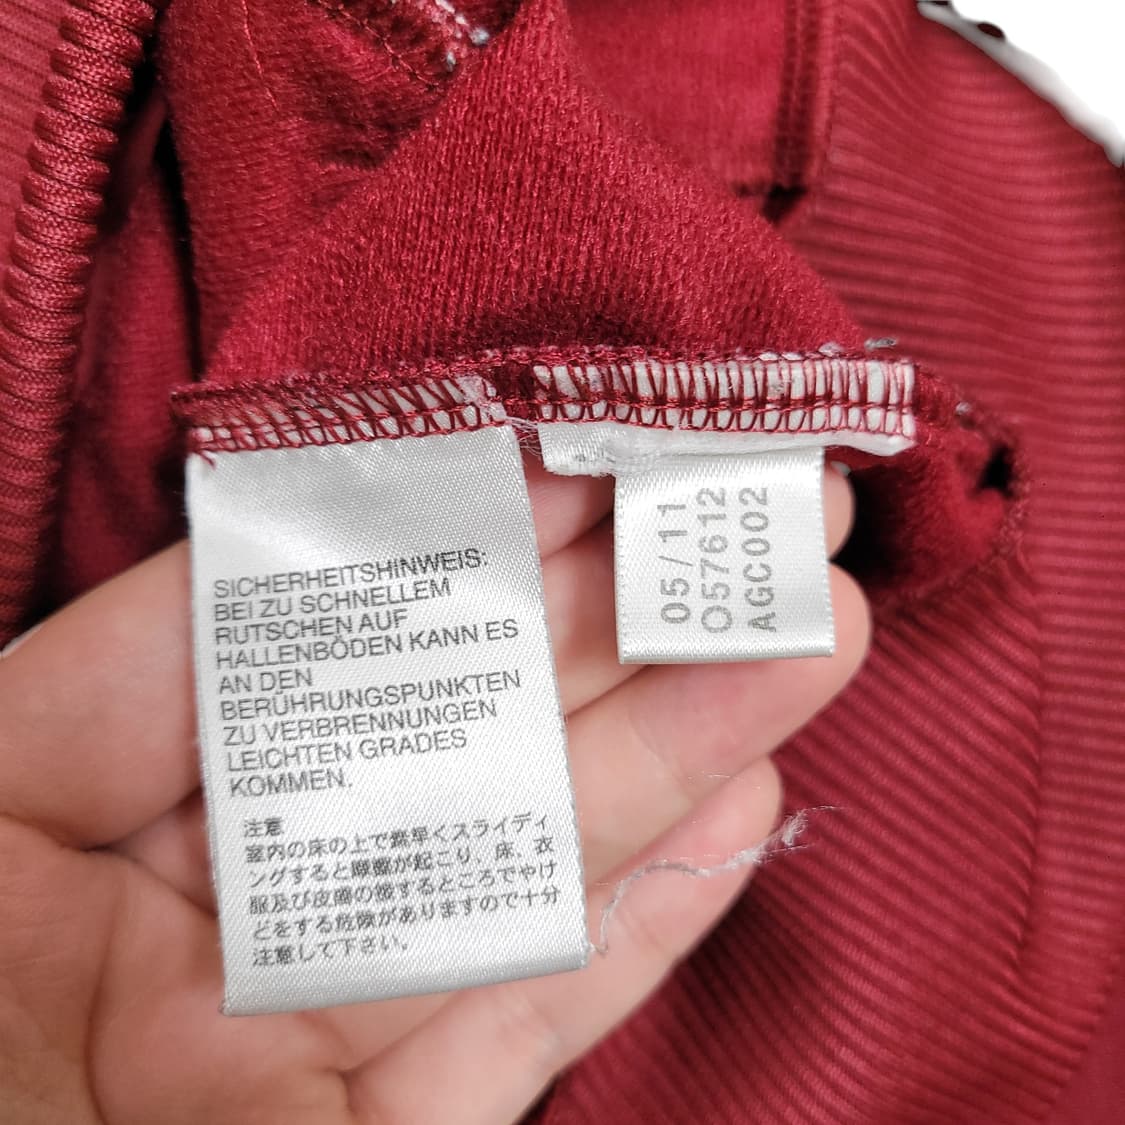 SICHERHEITSHINWEIS:
BEI ZU SCHNELLEM
RUTSCHEN AUF
HALLENBÖDEN KANN ES
AN DEN
BERÜHRUNGSPUNKTEN
ZU VERBRENNUNGEN
LEICHTEN GRADES
KOMMEN.
注意
室内の床の上で素早くスライディ
ングすると摩擦が起こり、床、衣
服及び皮膚の接するところでやけ
どをする危険がありますので十分
注意して下さい。
05/11
O57612
AGC002